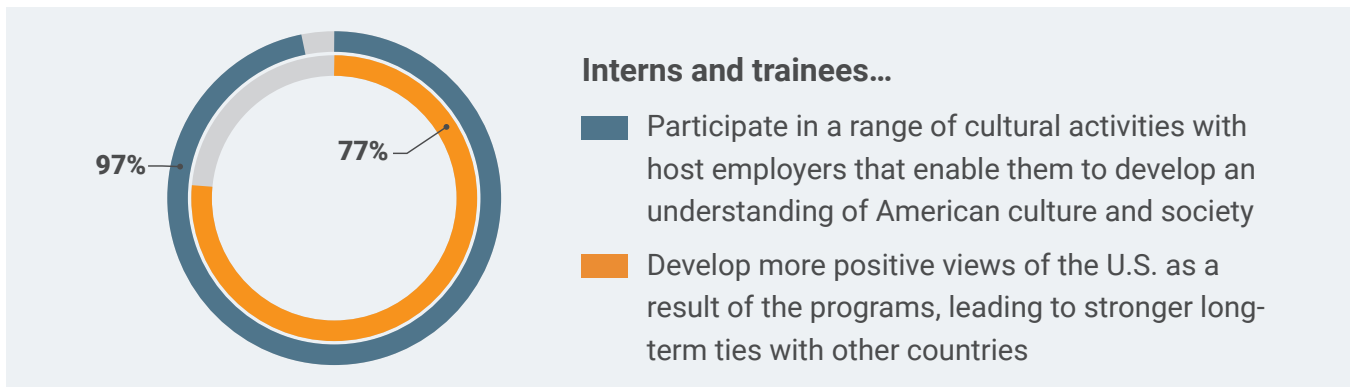 Interns and trainees…
Participate in a range of cultural activities with
host employers that enable them to develop an
understanding of American culture and society
Develop more positive views of the U.S. as a
result of the programs, leading to stronger long-
term ties with other countries
97%
77%